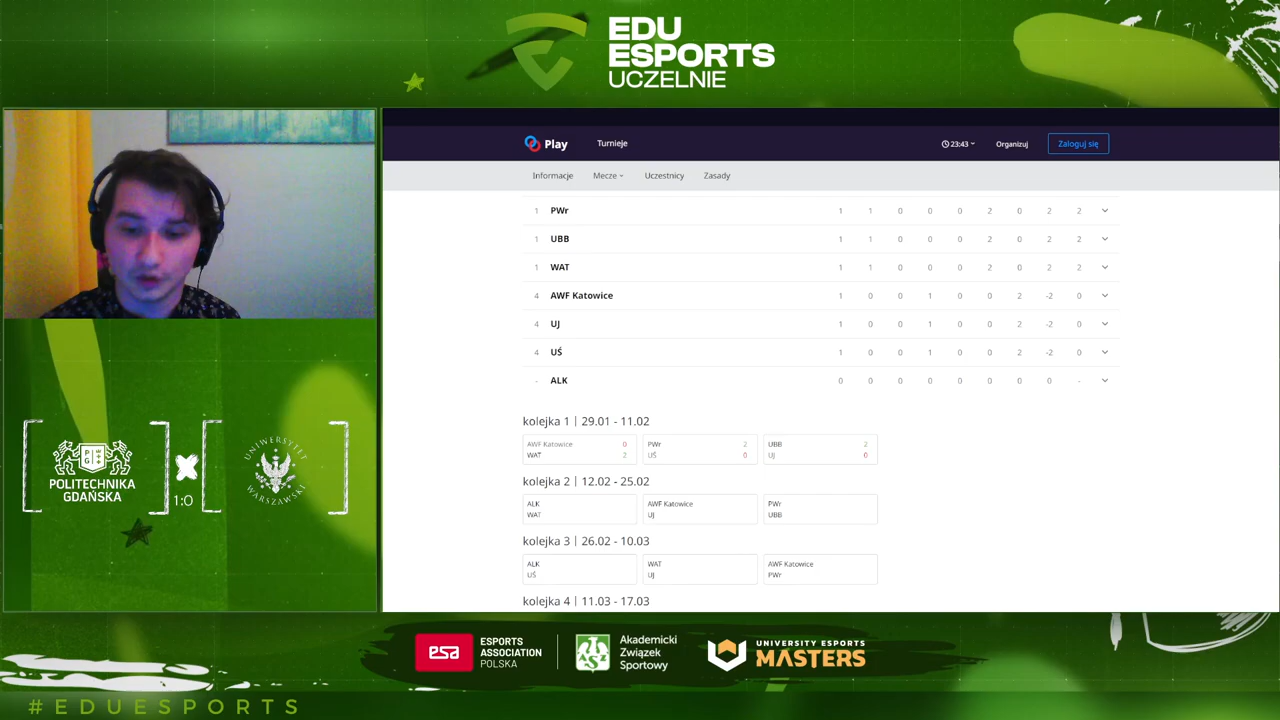 EDU
ESPORTS
UCZELNIE
Play
Turnieje
23:43
Organizuj
Zaloguj się
Informacje
Mecze
Uczestnicy
Zasady
1 PWr 1 1 0 0 0 2 0 2 2
1 UBB 1 1 0 0 0 2 0 2 2
1 WAT 1 1 0 0 0 2 0 2 2
4 AWF Katowice 1 0 0 1 0 0 2 -2 0
4 UJ 1 0 0 1 0 0 2 -2 0
4 UŚ 1 0 0 1 0 0 2 -2 0
- ALK 0 0 0 0 0 0 0 0 -
kolejka 1 | 29.01 - 11.02
AWF Katowice 0
WAT 2
PWr 2
UŚ 0
UBB 2
UJ 0
kolejka 2 | 12.02 - 25.02
ALK
WAT
AWF Katowice
UJ
PWr
UBB
kolejka 3 | 26.02 - 10.03
ALK
UŚ
WAT
UJ
AWF Katowice
PWr
kolejka 4 | 11.03 - 17.03
PG
POLITECHNIKA
GDAŃSKA
1:0
UNIWERSYTET
WARSZAWSKI
esa
ESPORTS
ASSOCIATION
POLSKA
AZS
Akademicki
Związek
Sportowy
UNIVERSITY ESPORTS
MASTERS
#EDUESPORTS